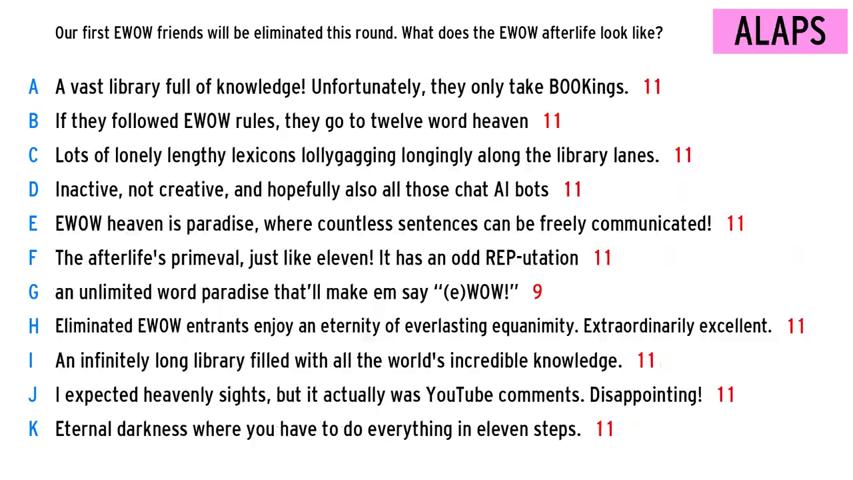 Our first EWOW friends will be eliminated this round. What does the EWOW afterlife look like?
ALAPS
A A vast library full of knowledge! Unfortunately, they only take BOOKings. 11
B If they followed EWOW rules, they go to twelve word heaven 11
C Lots of lonely lengthy lexicons lollygagging longingly along the library lanes. 11
D Inactive, not creative, and hopefully also all those chat AI bots 11
E EWOW heaven is paradise, where countless sentences can be freely communicated! 11
F The afterlife's primeval, just like eleven! It has an odd REP-utation 11
G an unlimited word paradise that'll make em say “(e)WOW!” 9
H Eliminated EWOW entrants enjoy an eternity of everlasting equanimity. Extraordinarily excellent. 11
I An infinitely long library filled with all the world's incredible knowledge. 11
J I expected heavenly sights, but it actually was YouTube comments. Disappointing! 11
K Eternal darkness where you have to do everything in eleven steps. 11